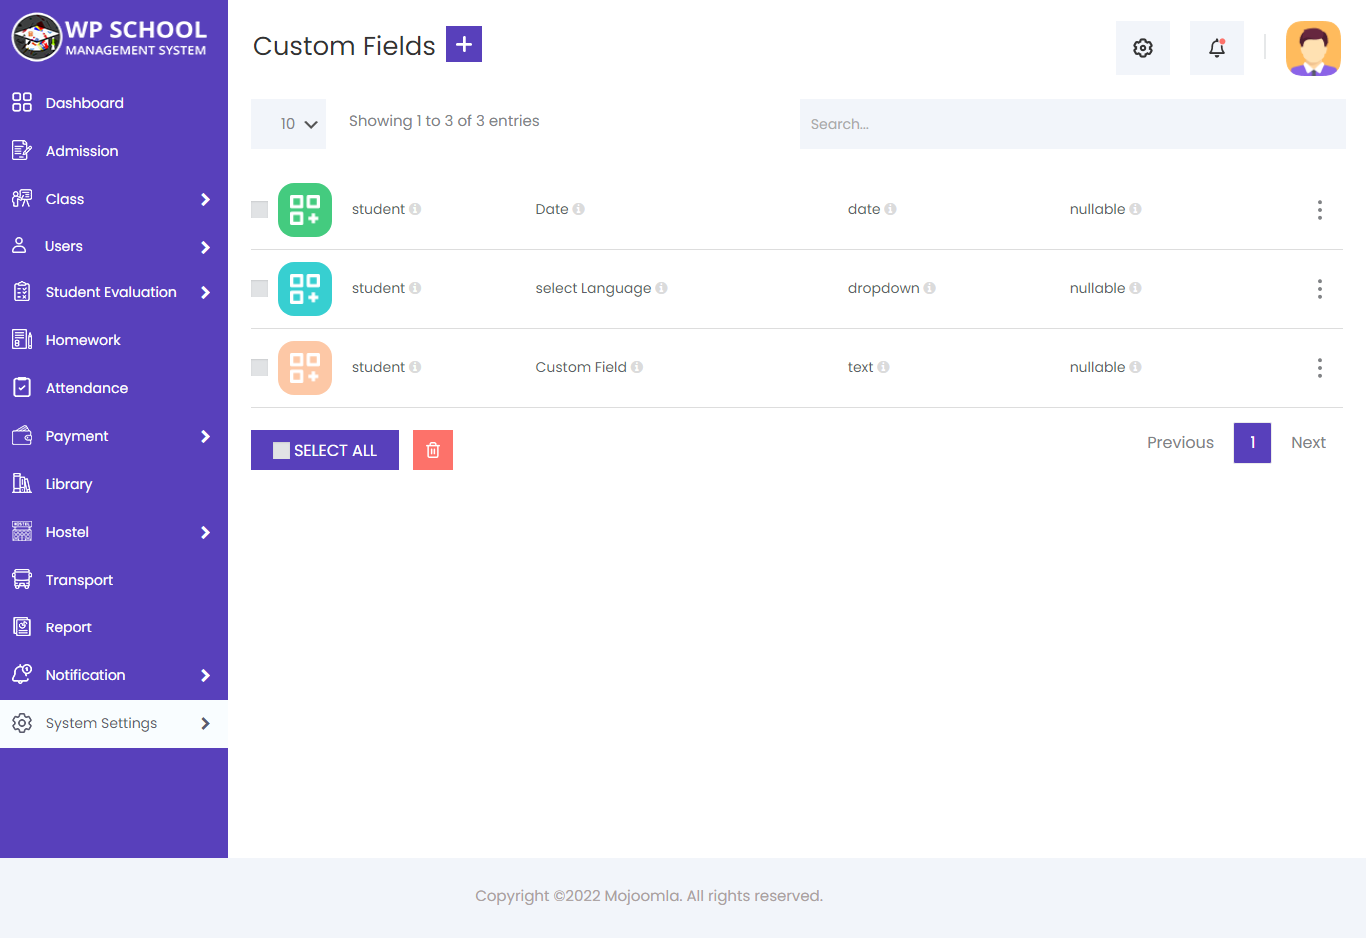 WP SCHOOL
MANAGEMENT SYSTEM
Dashboard
Admission
Class
Users
Student Evaluation
Homework
Attendance
Payment
Library
Hostel
Transport
Report
Notification
System Settings
Custom Fields +
10 Showing 1 to 3 of 3 entries
Search...
student Date date nullable
student select Language dropdown nullable
student Custom Field text nullable
SELECT ALL
Previous 1 Next
Copyright ©2022 Mojoomla. All rights reserved.